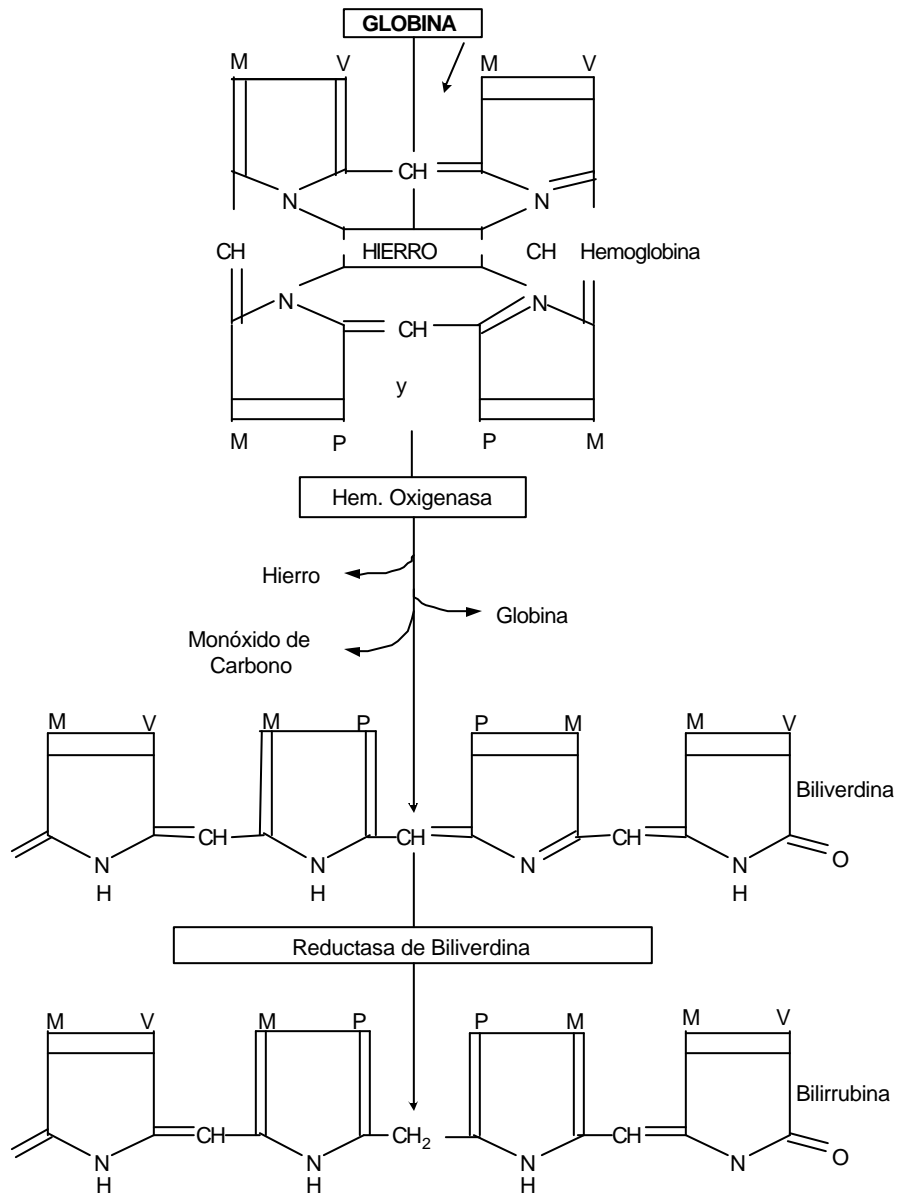 GLOBINA
M V M V
CH
N N
CH HIERRO CH Hemoglobina
N N
CH
y
M P P M
Hem. Oxigenasa
Hierro
Globina
Monóxido de
Carbono
M V M P P M M V
Biliverdina
CH CH CH
N N N N O
H H H
Reductasa de Biliverdina
M V M P P M M V
Bilirrubina
CH CH2 CH
N N N N O
H H H